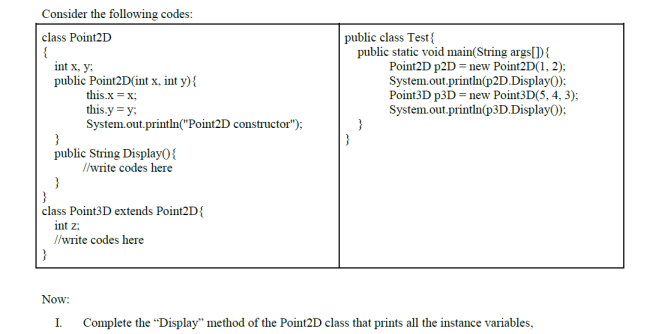 Consider the following codes:
class Point2D
{
int x, y;
public Point2D(int x, int y){
this.x = x;
this.y = y;
System.out.println("Point2D constructor");
}
public String Display(){
//write codes here
}
}
class Point3D extends Point2D{
int z;
//write codes here
}
public class Test{
public static void main(String args[]){
Point2D p2D = new Point2D(1, 2);
System.out.println(p2D.Display());
Point3D p3D = new Point3D(5, 4, 3);
System.out.println(p3D.Display());
}
}
Now:
I. Complete the “Display” method of the Point2D class that prints all the instance variables,